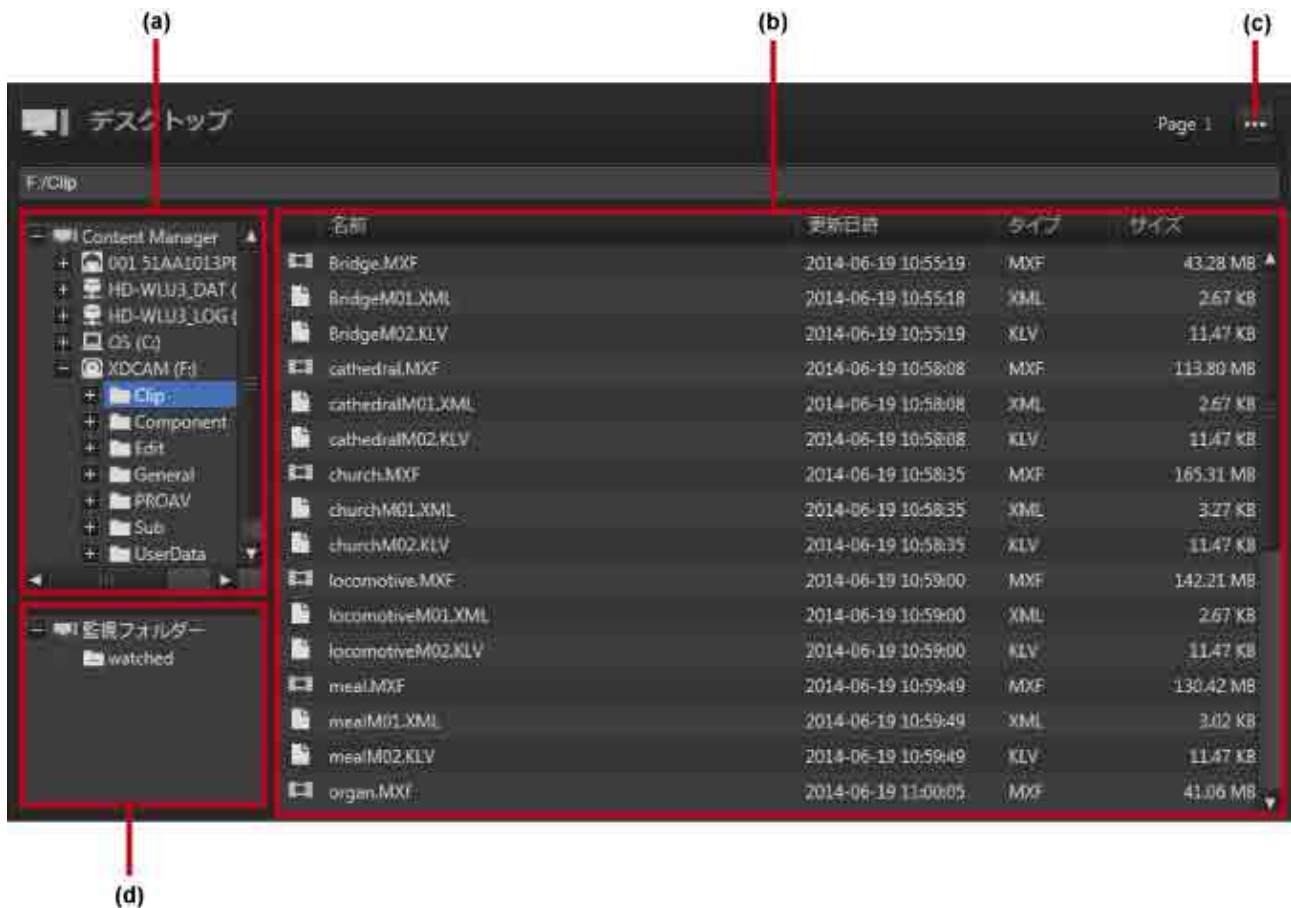 (a)
(b)
(c)
デスクトップ
Page 1
F:/Clip
Content Manager
001 51AA1013PE
HD-WLU3_DAT (
HD-WLU3_LOG (
OS (C:)
XDCAM (F:)
Clip
Component
Edit
General
PROAV
Sub
UserData
監視フォルダー
watched
名前 更新日時 タイプ サイズ
Bridge.MXF 2014-06-19 10:55:19 MXF 43.28 MB
BridgeM01.XML 2014-06-19 10:55:18 XML 2.67 KB
BridgeM02.KLV 2014-06-19 10:55:19 KLV 11.47 KB
cathedral.MXF 2014-06-19 10:58:08 MXF 113.80 MB
cathedralM01.XML 2014-06-19 10:58:08 XML 2.67 KB
cathedralM02.KLV 2014-06-19 10:58:08 KLV 11.47 KB
church.MXF 2014-06-19 10:58:35 MXF 165.31 MB
churchM01.XML 2014-06-19 10:58:35 XML 3.27 KB
churchM02.KLV 2014-06-19 10:58:35 KLV 11.47 KB
locomotive.MXF 2014-06-19 10:59:00 MXF 142.21 MB
locomotiveM01.XML 2014-06-19 10:59:00 XML 2.67 KB
locomotiveM02.KLV 2014-06-19 10:59:00 KLV 11.47 KB
meal.MXF 2014-06-19 10:59:49 MXF 130.42 MB
mealM01.XML 2014-06-19 10:59:49 XML 3.02 KB
mealM02.KLV 2014-06-19 10:59:49 KLV 11.47 KB
organ.MXF 2014-06-19 11:00:05 MXF 41.06 MB
(d)